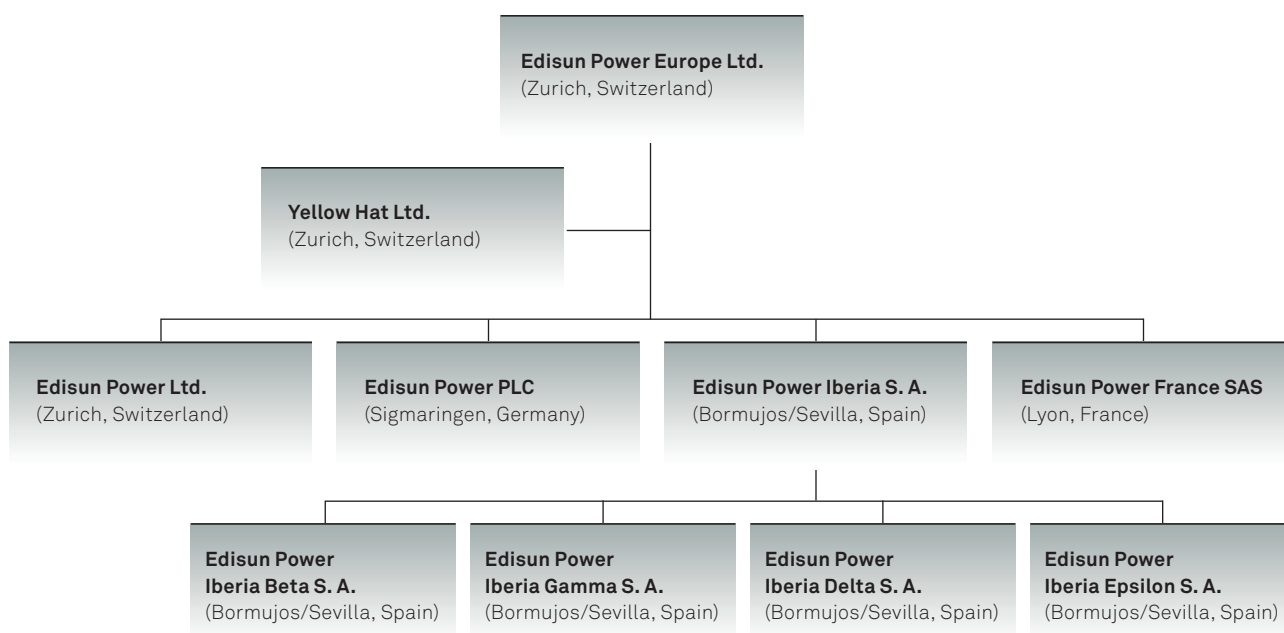 Edisun Power Europe Ltd.
(Zurich, Switzerland)
Yellow Hat Ltd.
(Zurich, Switzerland)
Edisun Power Ltd.
(Zurich, Switzerland)
Edisun Power PLC
(Sigmaringen, Germany)
Edisun Power Iberia S. A.
(Bormujos/Sevilla, Spain)
Edisun Power France SAS
(Lyon, France)
Edisun Power
Iberia Beta S. A.
(Bormujos/Sevilla, Spain)
Edisun Power
Iberia Gamma S. A.
(Bormujos/Sevilla, Spain)
Edisun Power
Iberia Delta S. A.
(Bormujos/Sevilla, Spain)
Edisun Power
Iberia Epsilon S. A.
(Bormujos/Sevilla, Spain)